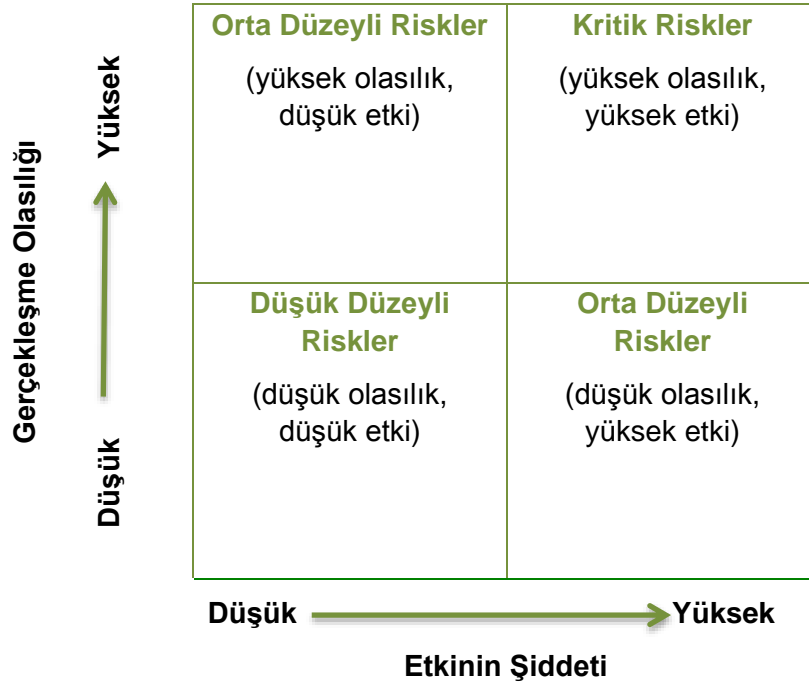 Orta Düzeyli Riskler
(yüksek olasılık,
düşük etki)
Kritik Riskler
(yüksek olasılık,
yüksek etki)
Gerçekleşme Olasılığı
Yüksek
Düşük
Düşük Düzeyli
Riskler
(düşük olasılık,
düşük etki)
Orta Düzeyli
Riskler
(düşük olasılık,
yüksek etki)
Düşük
Yüksek
Etkinin Şiddeti